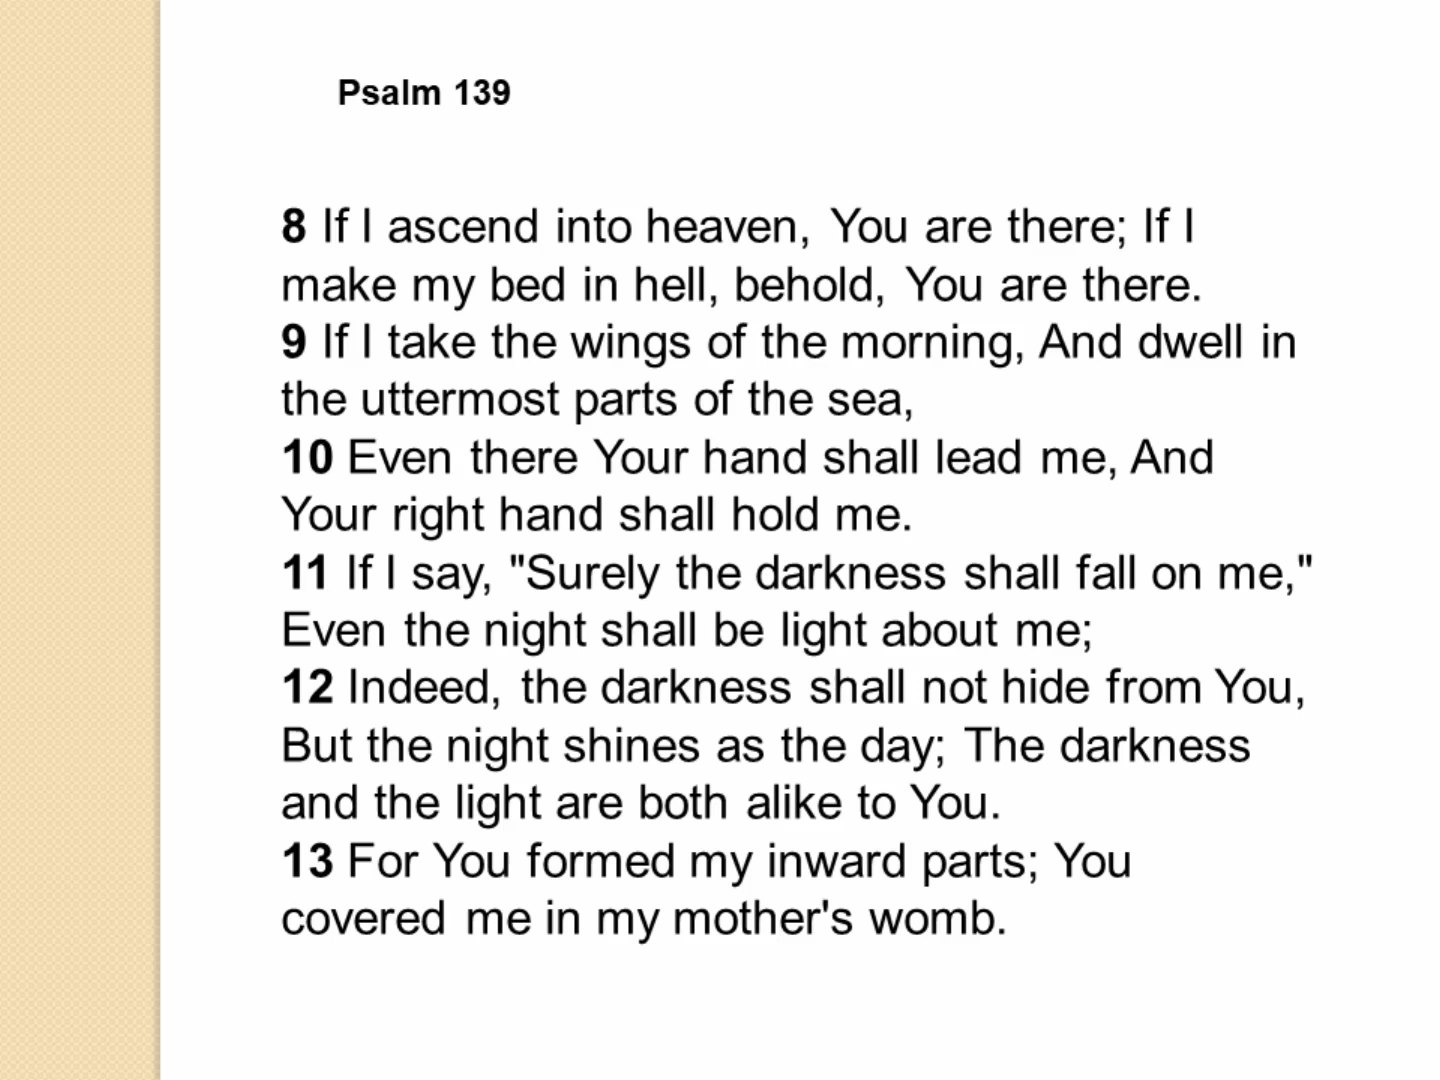 Psalm 139
8 If I ascend into heaven, You are there; If I
make my bed in hell, behold, You are there.
9 If I take the wings of the morning, And dwell in
the uttermost parts of the sea,
10 Even there Your hand shall lead me, And
Your right hand shall hold me.
11 If I say, "Surely the darkness shall fall on me,"
Even the night shall be light about me;
12 Indeed, the darkness shall not hide from You,
But the night shines as the day; The darkness
and the light are both alike to You.
13 For You formed my inward parts; You
covered me in my mother's womb.